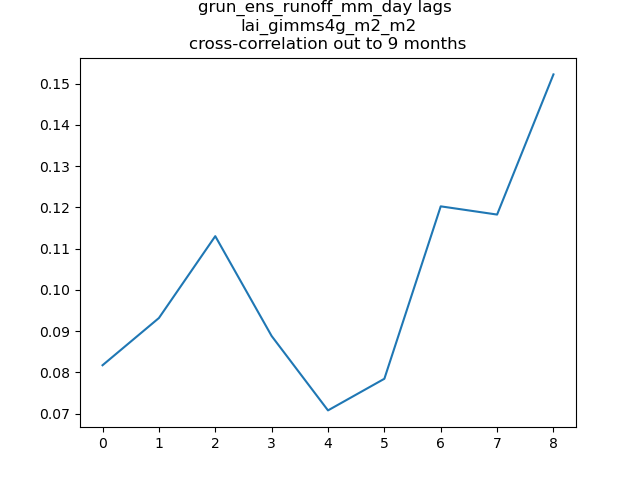 grun_ens_runoff_mm_day lags
lai_gimms4g_m2_m2
cross-correlation out to 9 months
0.15
0.14
0.13
0.12
0.11
0.10
0.09
0.08
0.07
0 1 2 3 4 5 6 7 8